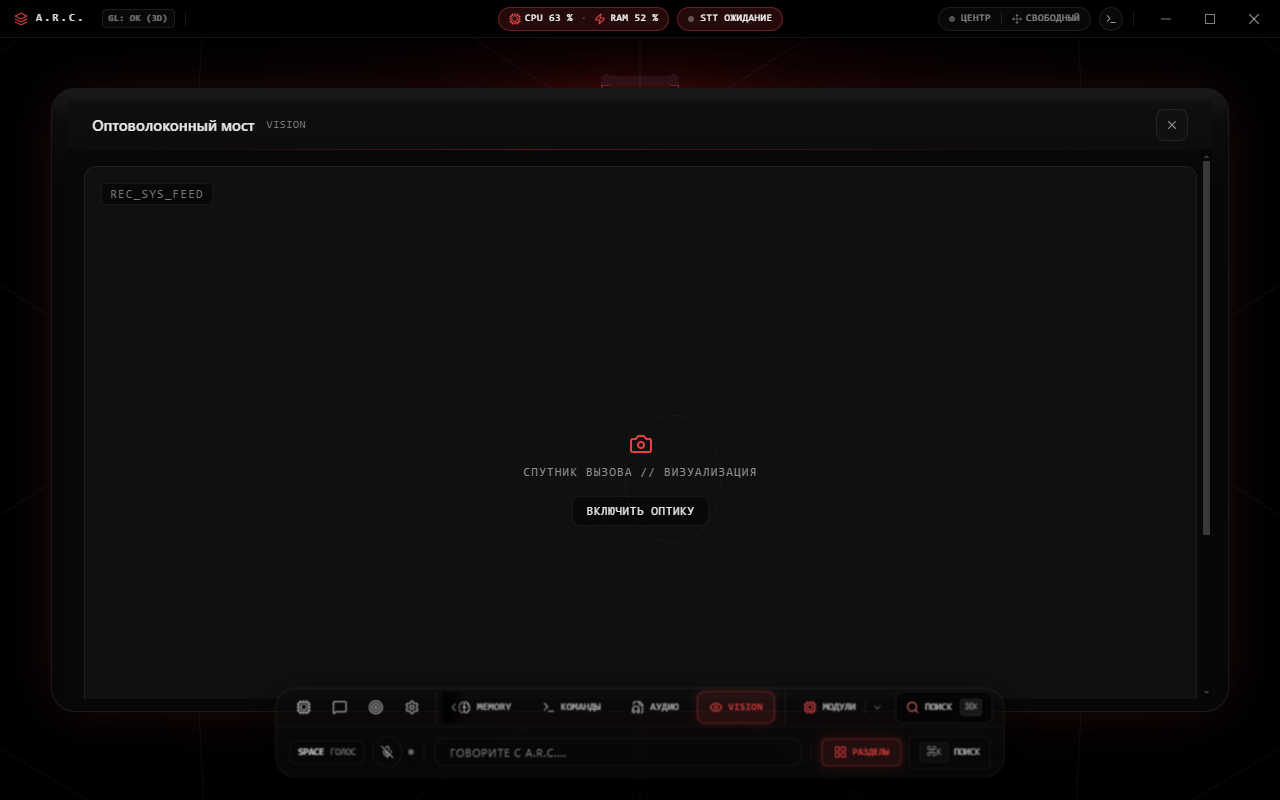 A.R.C.
GL: OK (3D)
CPU 63 % · RAM 52 %
STT ОЖИДАНИЕ
ЦЕНТР
СВОБОДНЫЙ
Оптоволоконный мост VISION
REC_SYS_FEED
СПУТНИК ВЫЗОВА // ВИЗУАЛИЗАЦИЯ
ВКЛЮЧИТЬ ОПТИКУ
MEMORY
КОМАНДЫ
АУДИО
VISION
МОДУЛИ
ПОИСК
SPACE ГОЛОС
ГОВОРИТЕ С A.R.C....
РАЗДЕЛЫ
ПОИСК